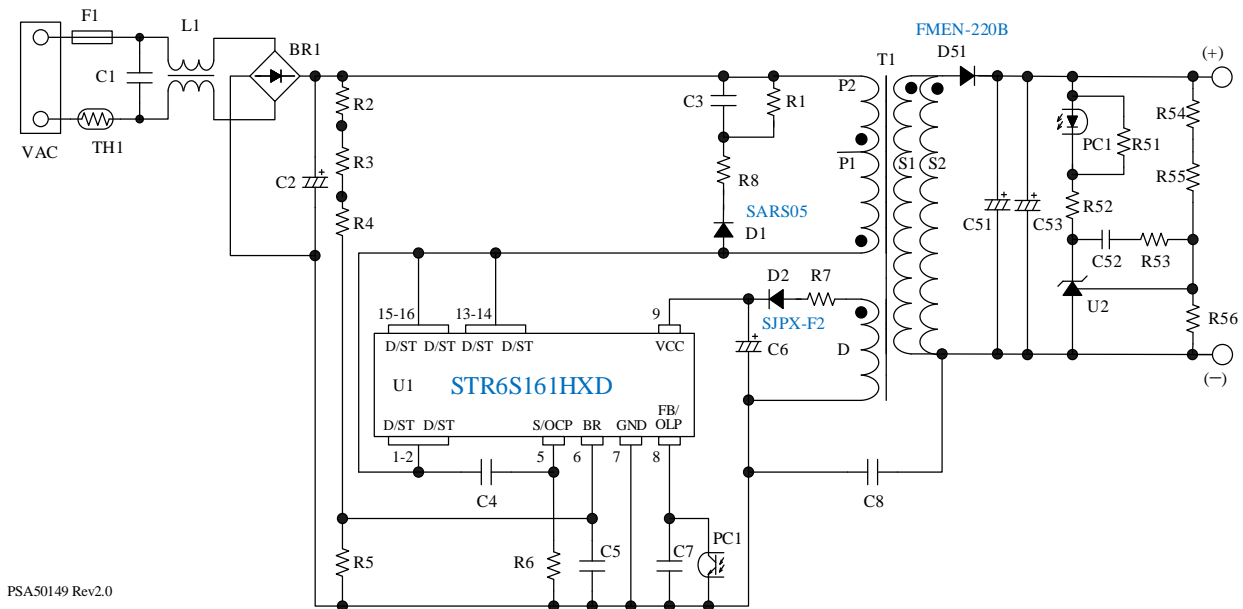 F1
L1
C1
BR1
VAC
TH1
R2
R3
C2
R4
C3
R1
R8
SARS05
D1
P2
P1
T1
S1
S2
FMEN-220B
D51
(+)
R54
PC1
R51
R55
R52
C51
C53
C52
R53
U2
R56
(−)
D2
R7
SJPX-F2
C6
D
15-16
13-14
9
D/ST D/ST
D/ST D/ST
VCC
U1
STR6S161HXD
D/ST D/ST
S/OCP
BR
GND
FB/
OLP
1-2
5
6
7
8
C4
C8
R5
R6
C5
C7
PC1
PSA50149 Rev2.0